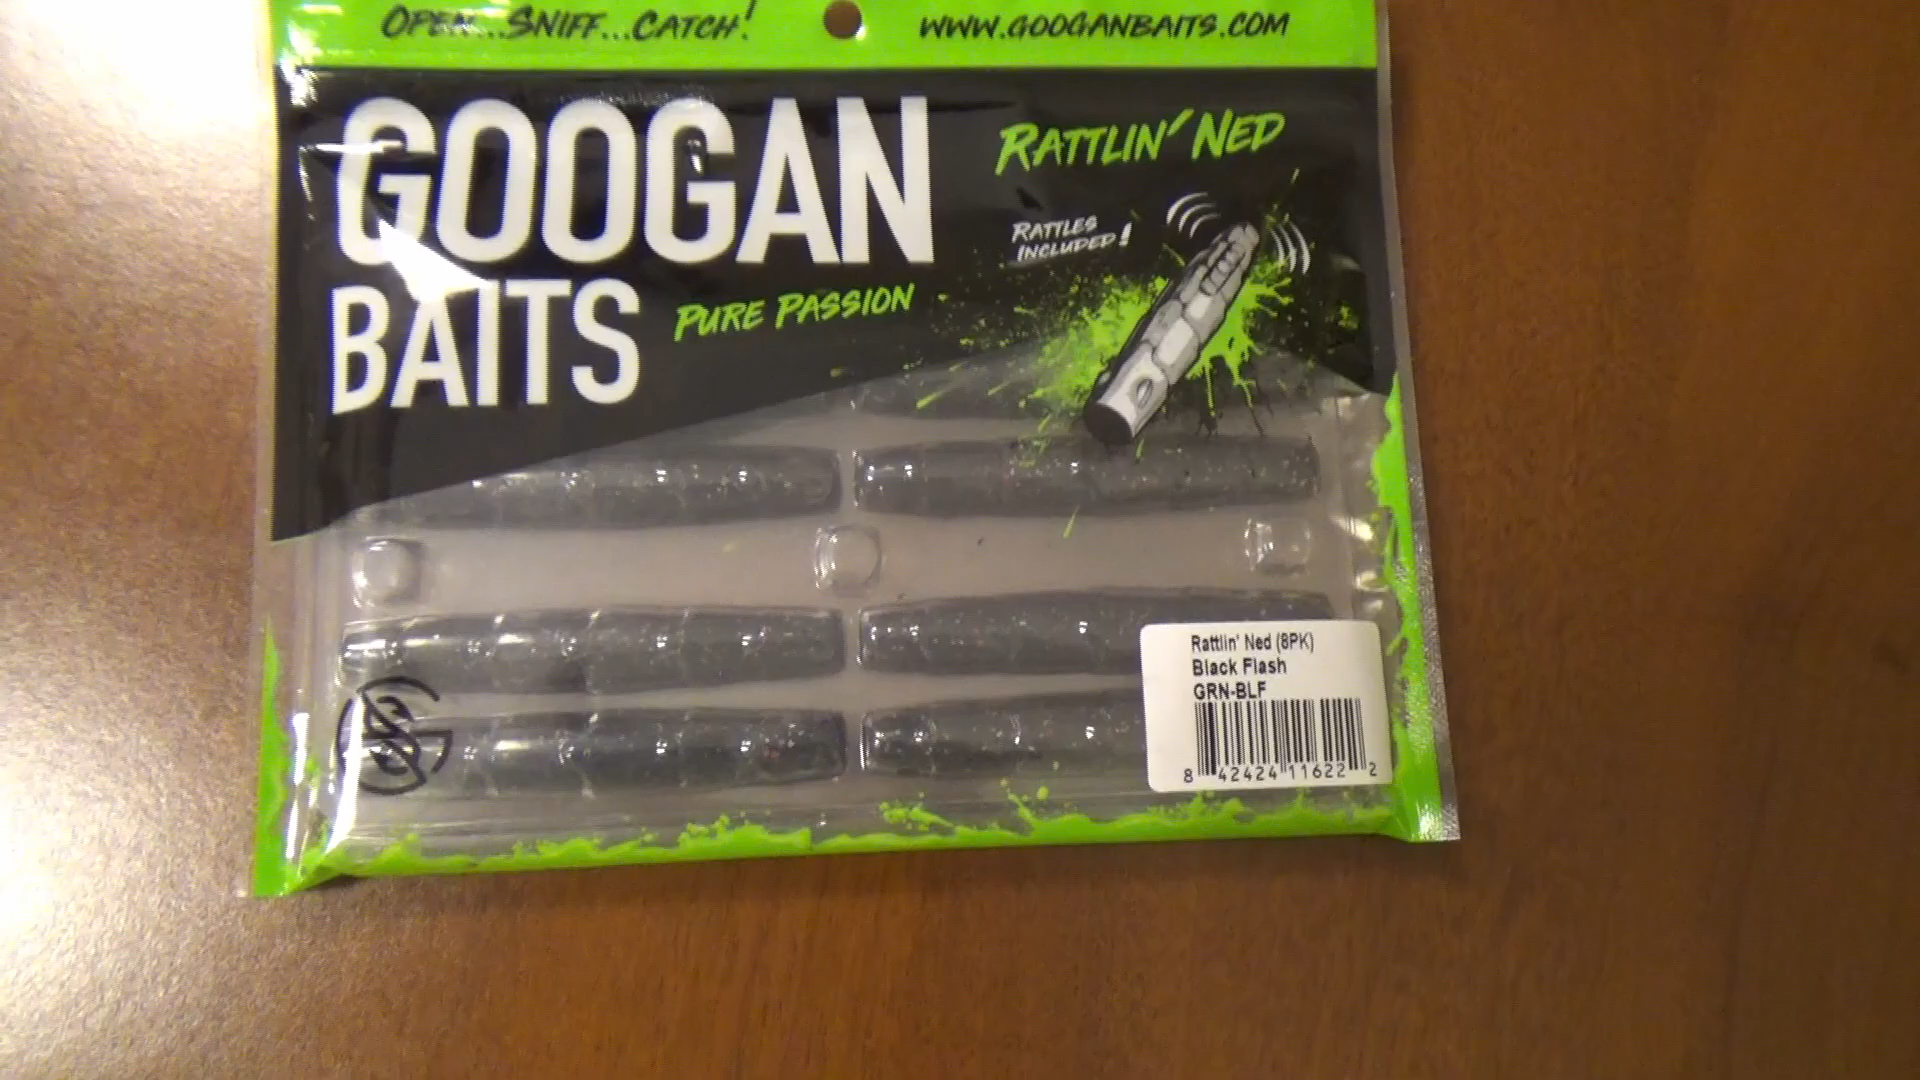 OPEN...SNIFF...CATCH!
WWW.GOOGANBAITS.COM
GOOGAN
BAITS
PURE PASSION
RATTLIN' NED
RATTLES
INCLUDED!
Rattlin' Ned (8PK)
Black Flash
GRN-BLF
8 42424 11622 2